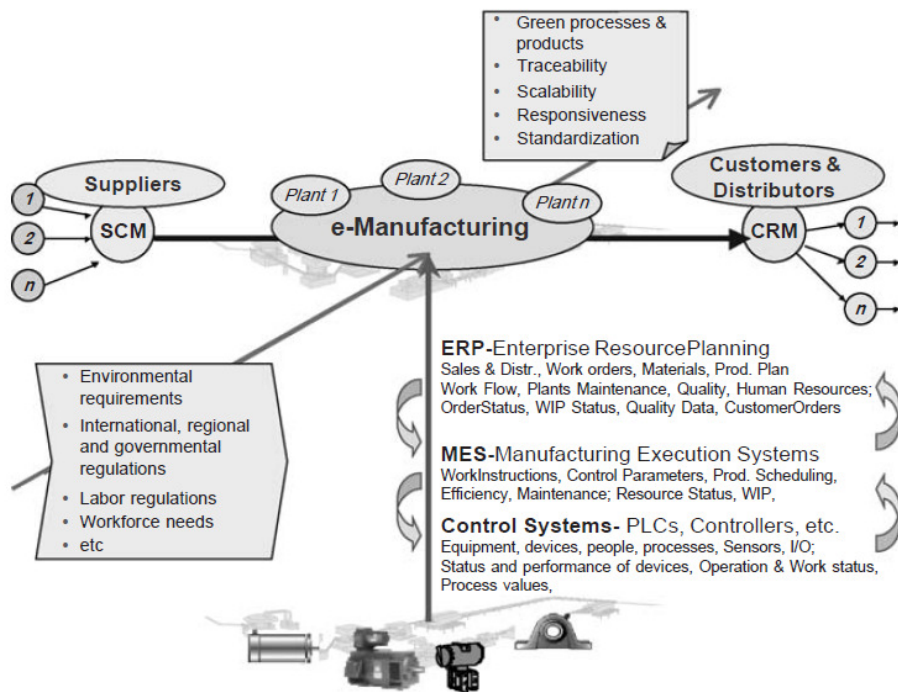 Green processes &
products
Traceability
Scalability
Responsiveness
Standardization
Suppliers
Plant 1
Plant 2
Plant n
Customers &
Distributors
1
2
n
SCM
e-Manufacturing
CRM
1
2
n
• Environmental
requirements
• International, regional
and governmental
regulations
• Labor regulations
• Workforce needs
• etc
ERP-Enterprise ResourcePlanning
Sales & Distr., Work orders, Materials, Prod. Plan
Work Flow, Plants Maintenance, Quality, Human Resources;
OrderStatus, WIP Status, Quality Data, CustomerOrders
MES-Manufacturing Execution Systems
WorkInstructions, Control Parameters, Prod. Scheduling,
Efficiency, Maintenance; Resource Status, WIP,
Control Systems- PLCs, Controllers, etc.
Equipment, devices, people, processes, Sensors, I/O;
Status and performance of devices, Operation & Work status,
Process values,